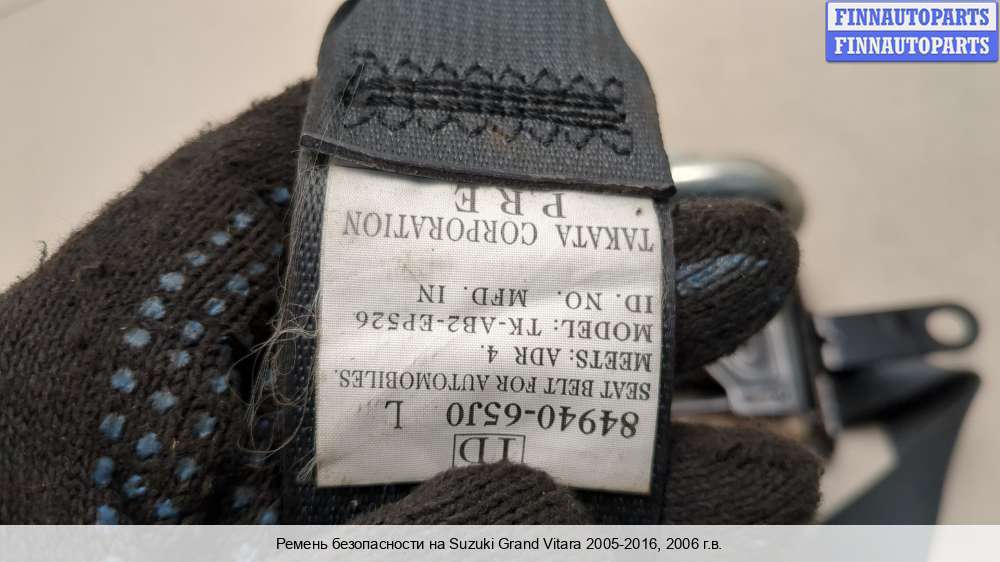 FINNAUTOPARTS
FINNAUTOPARTS
TD
84940-65J0 L
SEAT BELT FOR AUTOMOBILES.
MEETS: ADR 4.
MODEL: TK-AB2-EP526
ID. NO. MFD. IN
TAKATA CORPORATION
P.R.E
Ремень безопасности на Suzuki Grand Vitara 2005-2016, 2006 г.в.